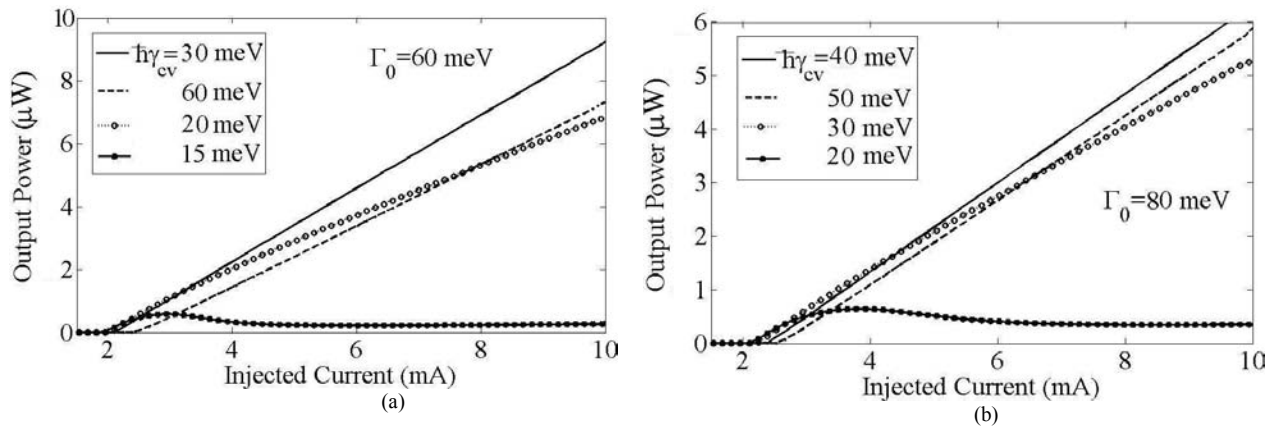 10
8
6
4
2
0
Output Power (μW)
ħγcv=30 meV
60 meV
20 meV
15 meV
Γ0=60 meV
2 4 6 8 10
Injected Current (mA)
(a)
6
5
4
3
2
1
0
Output Power (μW)
ħγcv=40 meV
50 meV
30 meV
20 meV
Γ0=80 meV
2 4 6 8 10
Injected Current (mA)
(b)